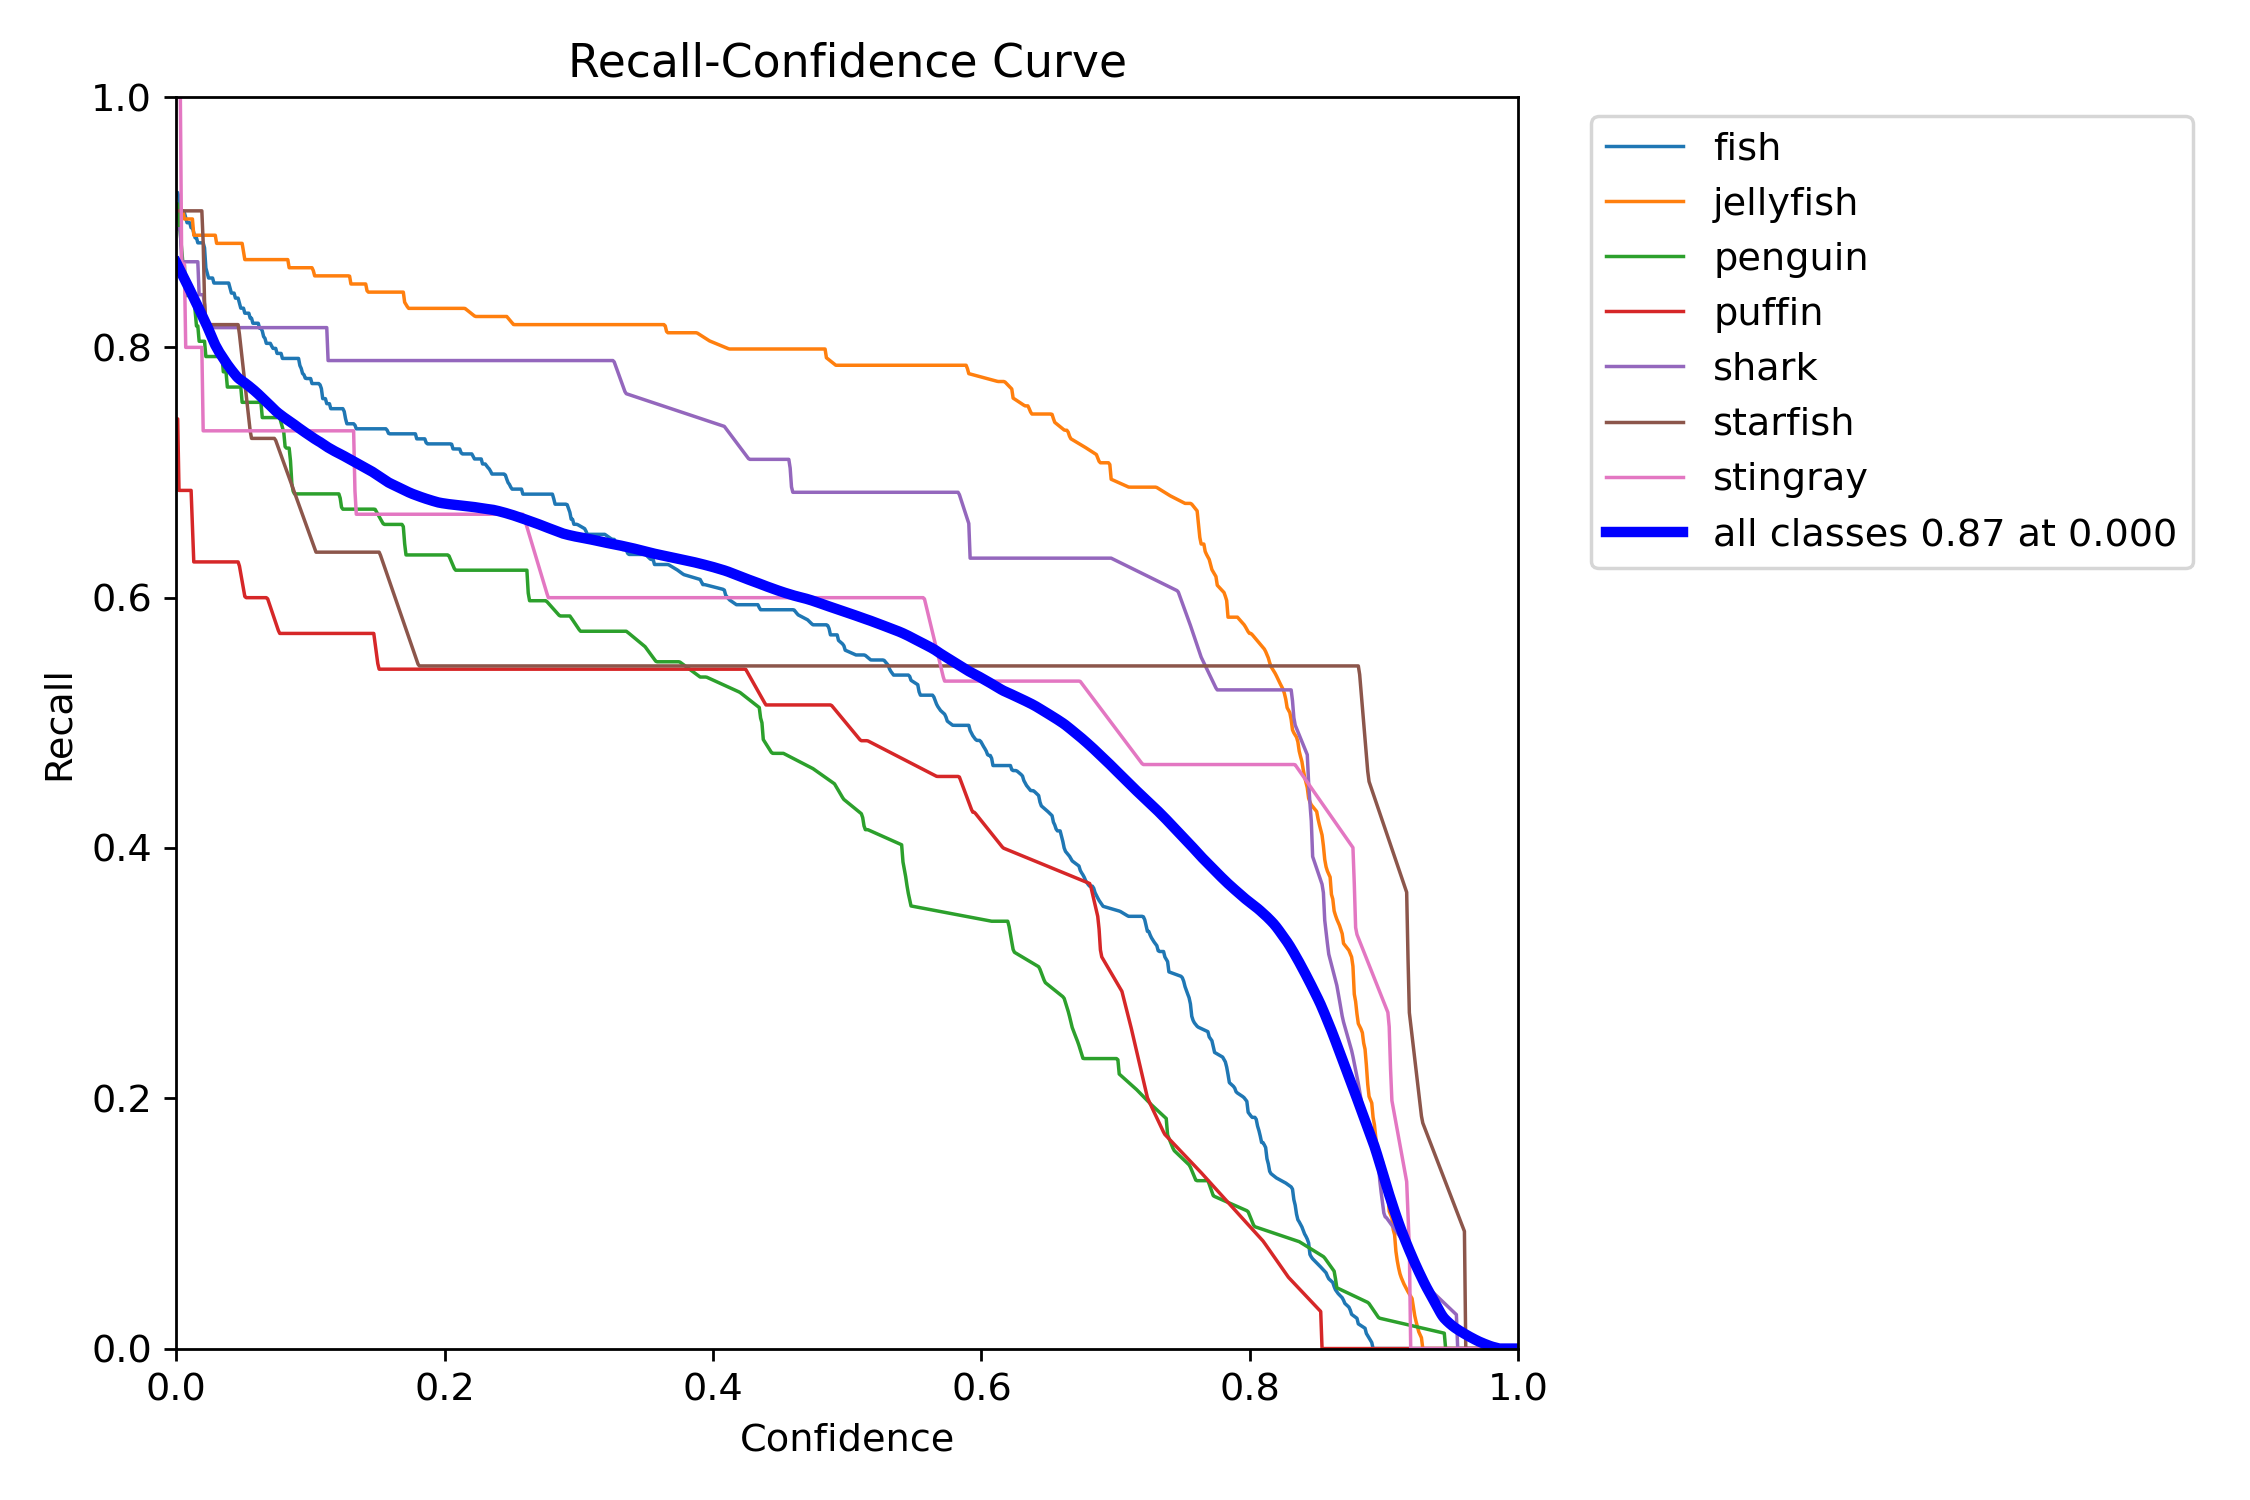 Recall-Confidence Curve
1.0
0.8
0.6
0.4
0.2
0.0
Recall
0.0 0.2 0.4 0.6 0.8 1.0
Confidence
fish
jellyfish
penguin
puffin
shark
starfish
stingray
all classes 0.87 at 0.000